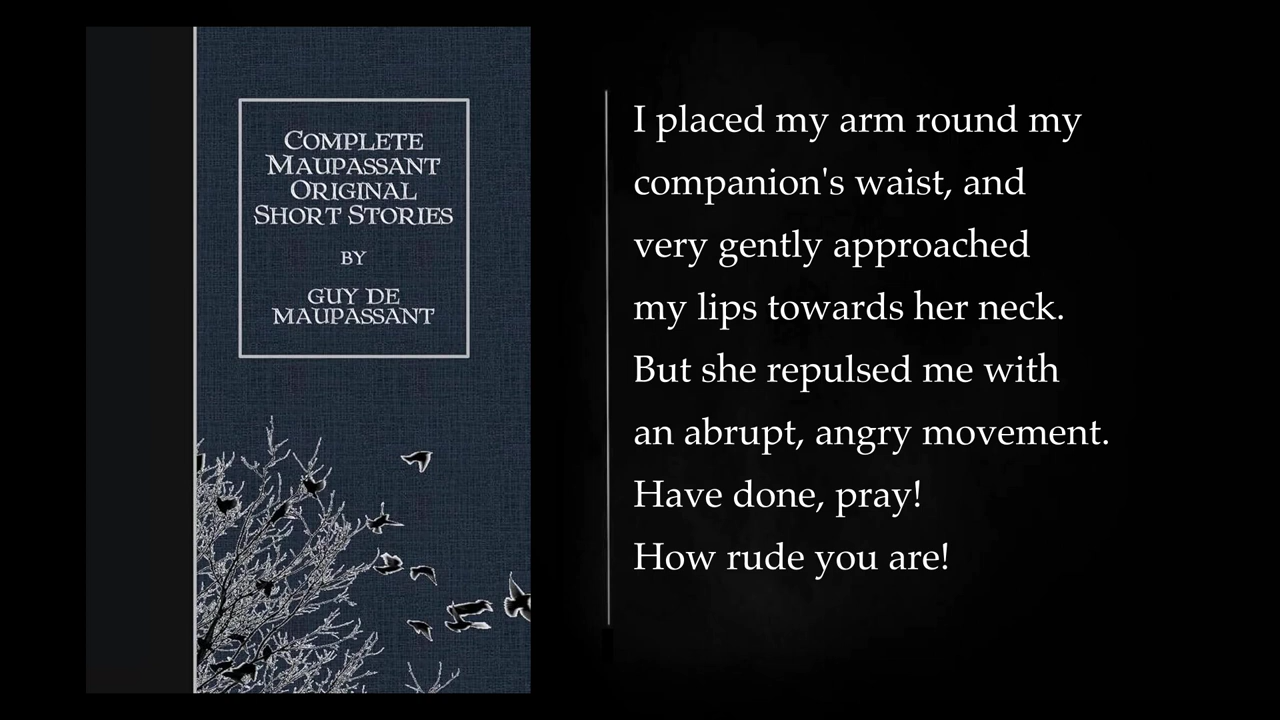 COMPLETE
MAUPASSANT
ORIGINAL
SHORT STORIES
BY
GUY DE
MAUPASSANT
I placed my arm round my
companion's waist, and
very gently approached
my lips towards her neck.
But she repulsed me with
an abrupt, angry movement.
Have done, pray!
How rude you are!